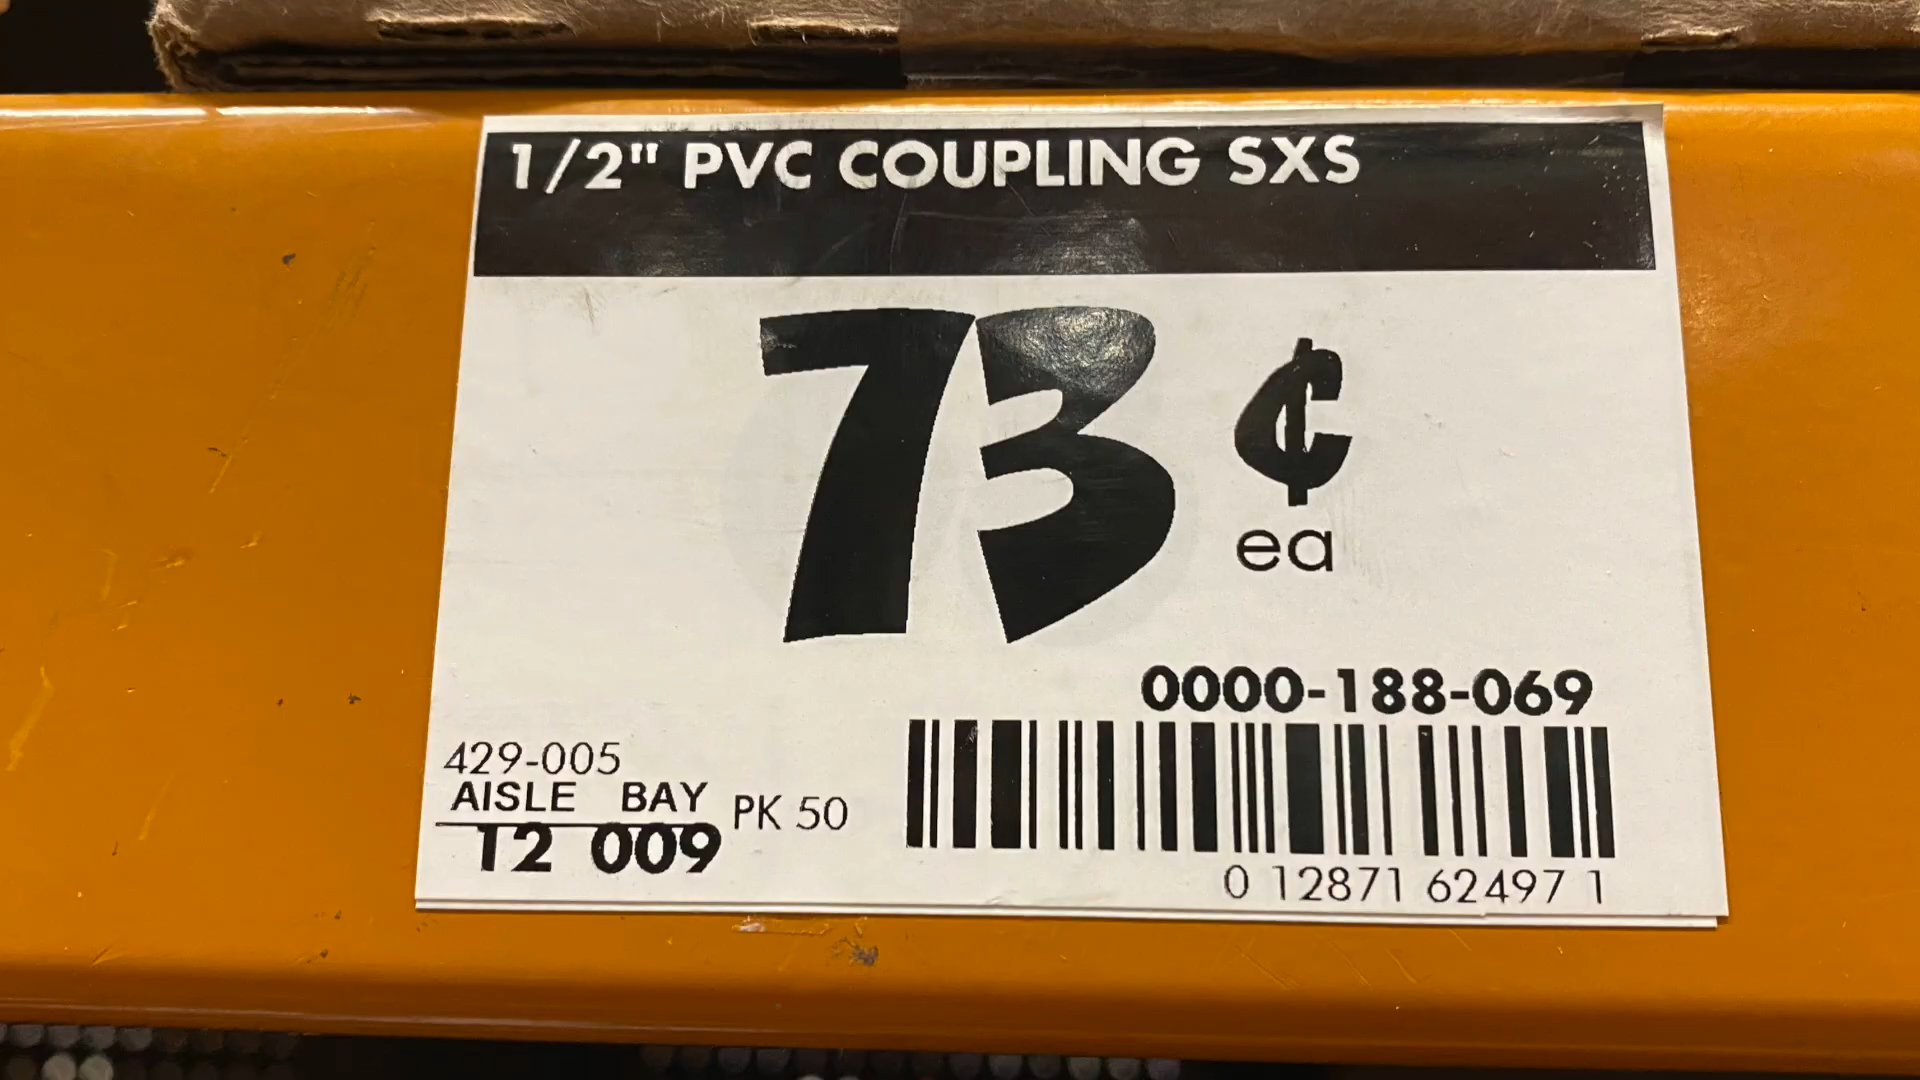 1/2" PVC COUPLING SXS
73¢
ea
0000-188-069
429-005
AISLE BAY
12 009
PK 50
0 12871 62497 1